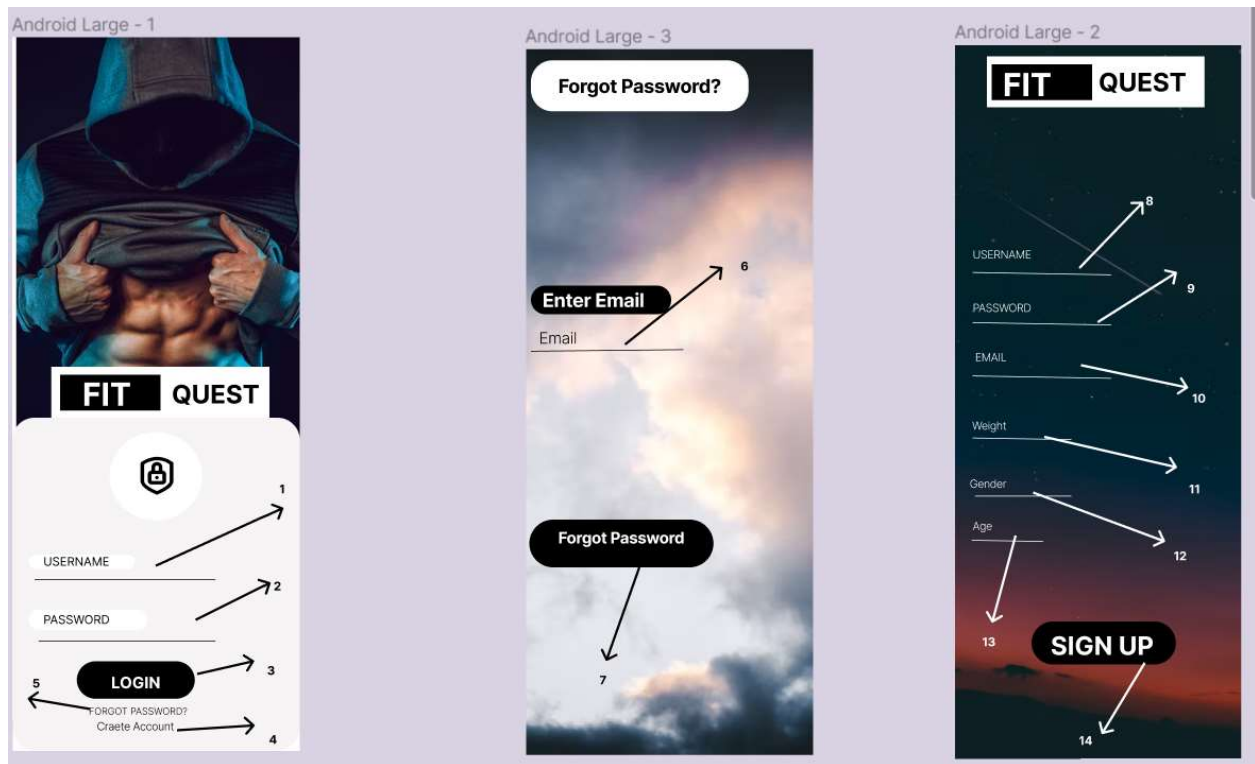 Android Large - 1
FIT QUEST
1
USERNAME
2
PASSWORD
3
LOGIN
5
FORGOT PASSWORD?
Craete Account
4
Android Large - 3
Forgot Password?
6
Enter Email
Email
Forgot Password
7
Android Large - 2
FIT QUEST
8
USERNAME
9
PASSWORD
EMAIL
10
Weight
11
Gender
Age
12
13
SIGN UP
14